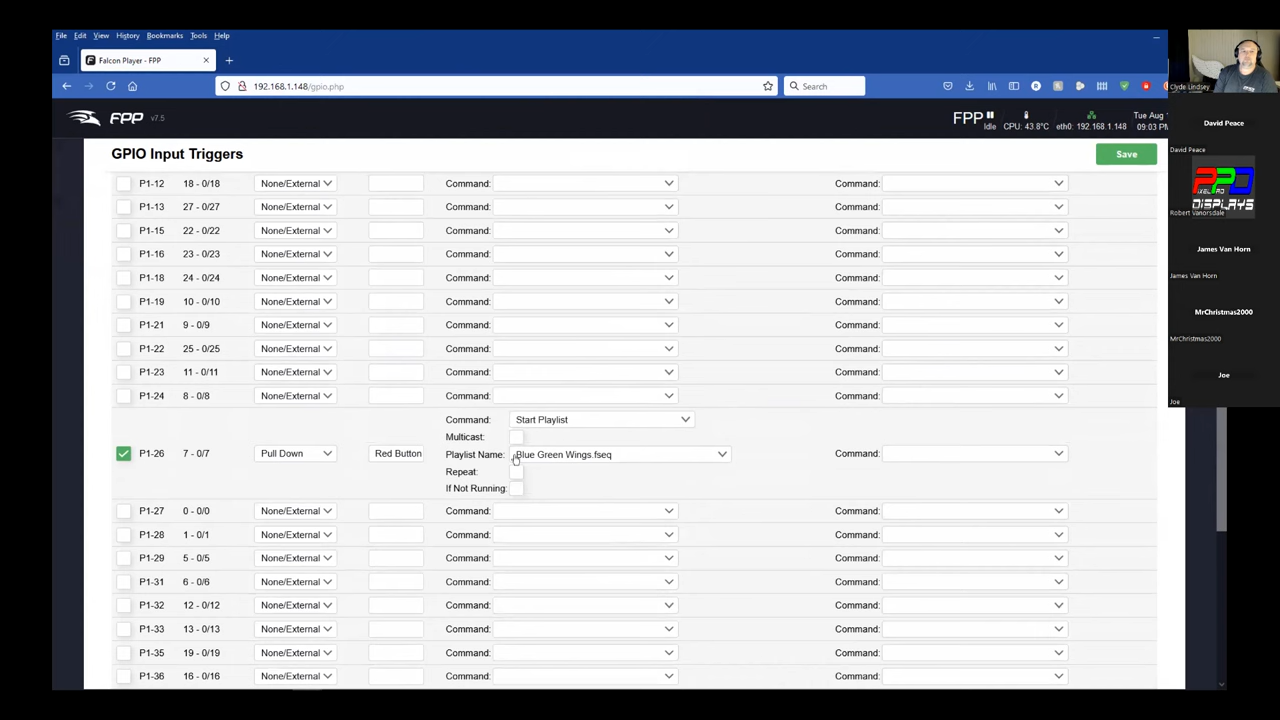 File Edit View History Bookmarks Tools Help
Falcon Player - FPP
192.168.1.148/gpio.php
Search
FPP v7.5
FPP
Idle
CPU: 43.8°C
eth0: 192.168.1.148
Tue Aug
09:03 PM
GPIO Input Triggers
Save
P1-12 18 - 0/18 None/External Command: Command:
P1-13 27 - 0/27 None/External Command: Command:
P1-15 22 - 0/22 None/External Command: Command:
P1-16 23 - 0/23 None/External Command: Command:
P1-18 24 - 0/24 None/External Command: Command:
P1-19 10 - 0/10 None/External Command: Command:
P1-21 9 - 0/9 None/External Command: Command:
P1-22 25 - 0/25 None/External Command: Command:
P1-23 11 - 0/11 None/External Command: Command:
P1-24 8 - 0/8 None/External Command: Command:
Command: Start Playlist
Multicast:
P1-26 7 - 0/7 Pull Down Red Button Playlist Name: Blue Green Wings.fseq Command:
Repeat:
If Not Running:
P1-27 0 - 0/0 None/External Command: Command:
P1-28 1 - 0/1 None/External Command: Command:
P1-29 5 - 0/5 None/External Command: Command:
P1-31 6 - 0/6 None/External Command: Command:
P1-32 12 - 0/12 None/External Command: Command:
P1-33 13 - 0/13 None/External Command: Command:
P1-35 19 - 0/19 None/External Command: Command:
P1-36 16 - 0/16 None/External Command: Command:
Clyde Lindsey
David Peace
David Peace
PPD
DISPLAYS
Robert Vanorsdale
James Van Horn
James Van Horn
MrChristmas2000
MrChristmas2000
Joe
Joe